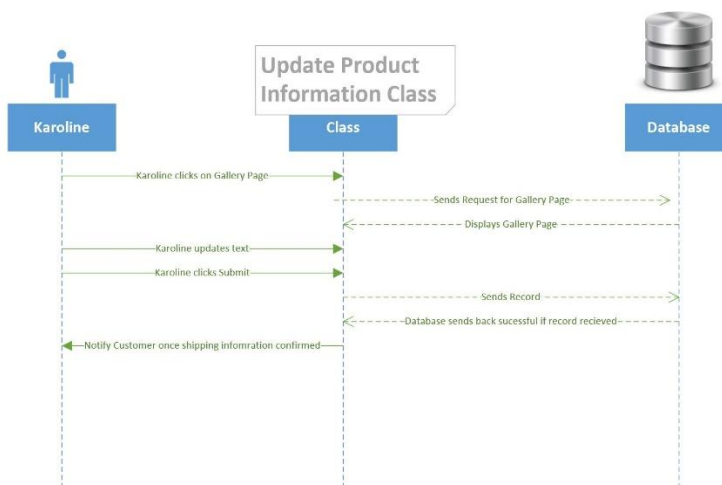 Update Product
Information Class
Karoline
Class
Database
Karoline clicks on Gallery Page
Sends Request for Gallery Page
Displays Gallery Page
Karoline updates text
Karoline clicks Submit
Sends Record
Database sends back sucessful if record recieved
Notify Customer once shipping infomration confirmed